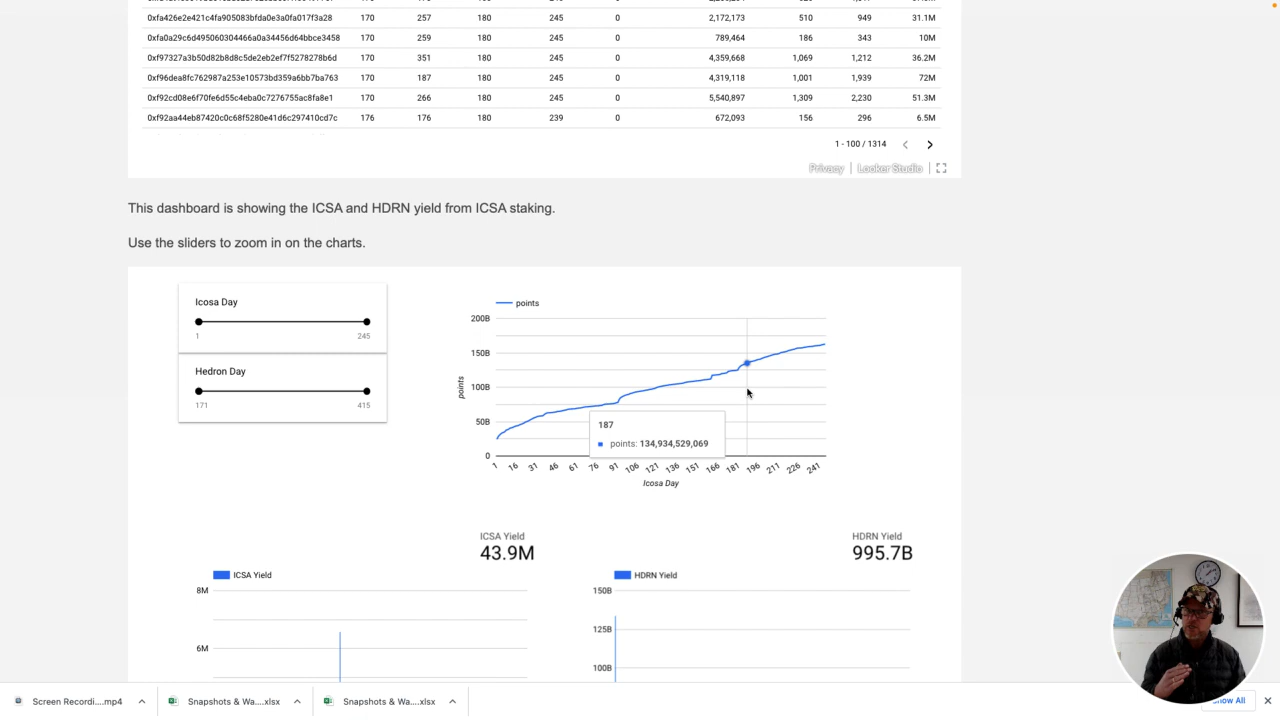 0xfa426e2e421c4fa905083bfda0e3a0fa017f3a28 170 257 180 245 0 2,172,173 510 949 31.1M
0xfa0a29c6d495060304466a0a34456d64bbce3458 170 259 180 245 0 789,464 186 343 10M
0xf97327a3b50d82b8d8c5de2eb2ef7f5278278b6d 170 351 180 245 0 4,359,668 1,069 1,212 36.2M
0xf96dea8fc762987a253e10573bd359a6bb7ba763 170 187 180 245 0 4,319,118 1,001 1,939 72M
0xf92cd08e6f70fe6d55c4eba0c7276755ac8fa8e1 170 266 180 245 0 5,540,897 1,309 2,230 51.3M
0xf92aa44eb87420c0c68f5280e41d6c297410cd7c 176 176 180 239 0 672,093 156 296 6.5M
1 - 100 / 1314
Privacy Looker Studio
This dashboard is showing the ICSA and HDRN yield from ICSA staking.
Use the sliders to zoom in on the charts.
Icosa Day
1 245
Hedron Day
171 415
points
200B
150B
100B
50B
0
points
187
points: 134,934,529,069
1 16 31 46 61 76 91 106 121 136 151 166 181 196 211 226 241
Icosa Day
ICSA Yield
43.9M
HDRN Yield
995.7B
ICSA Yield
8M
6M
HDRN Yield
150B
125B
100B
Screen Recordi....mp4
Snapshots & Wa....xlsx
Snapshots & Wa....xlsx
how All